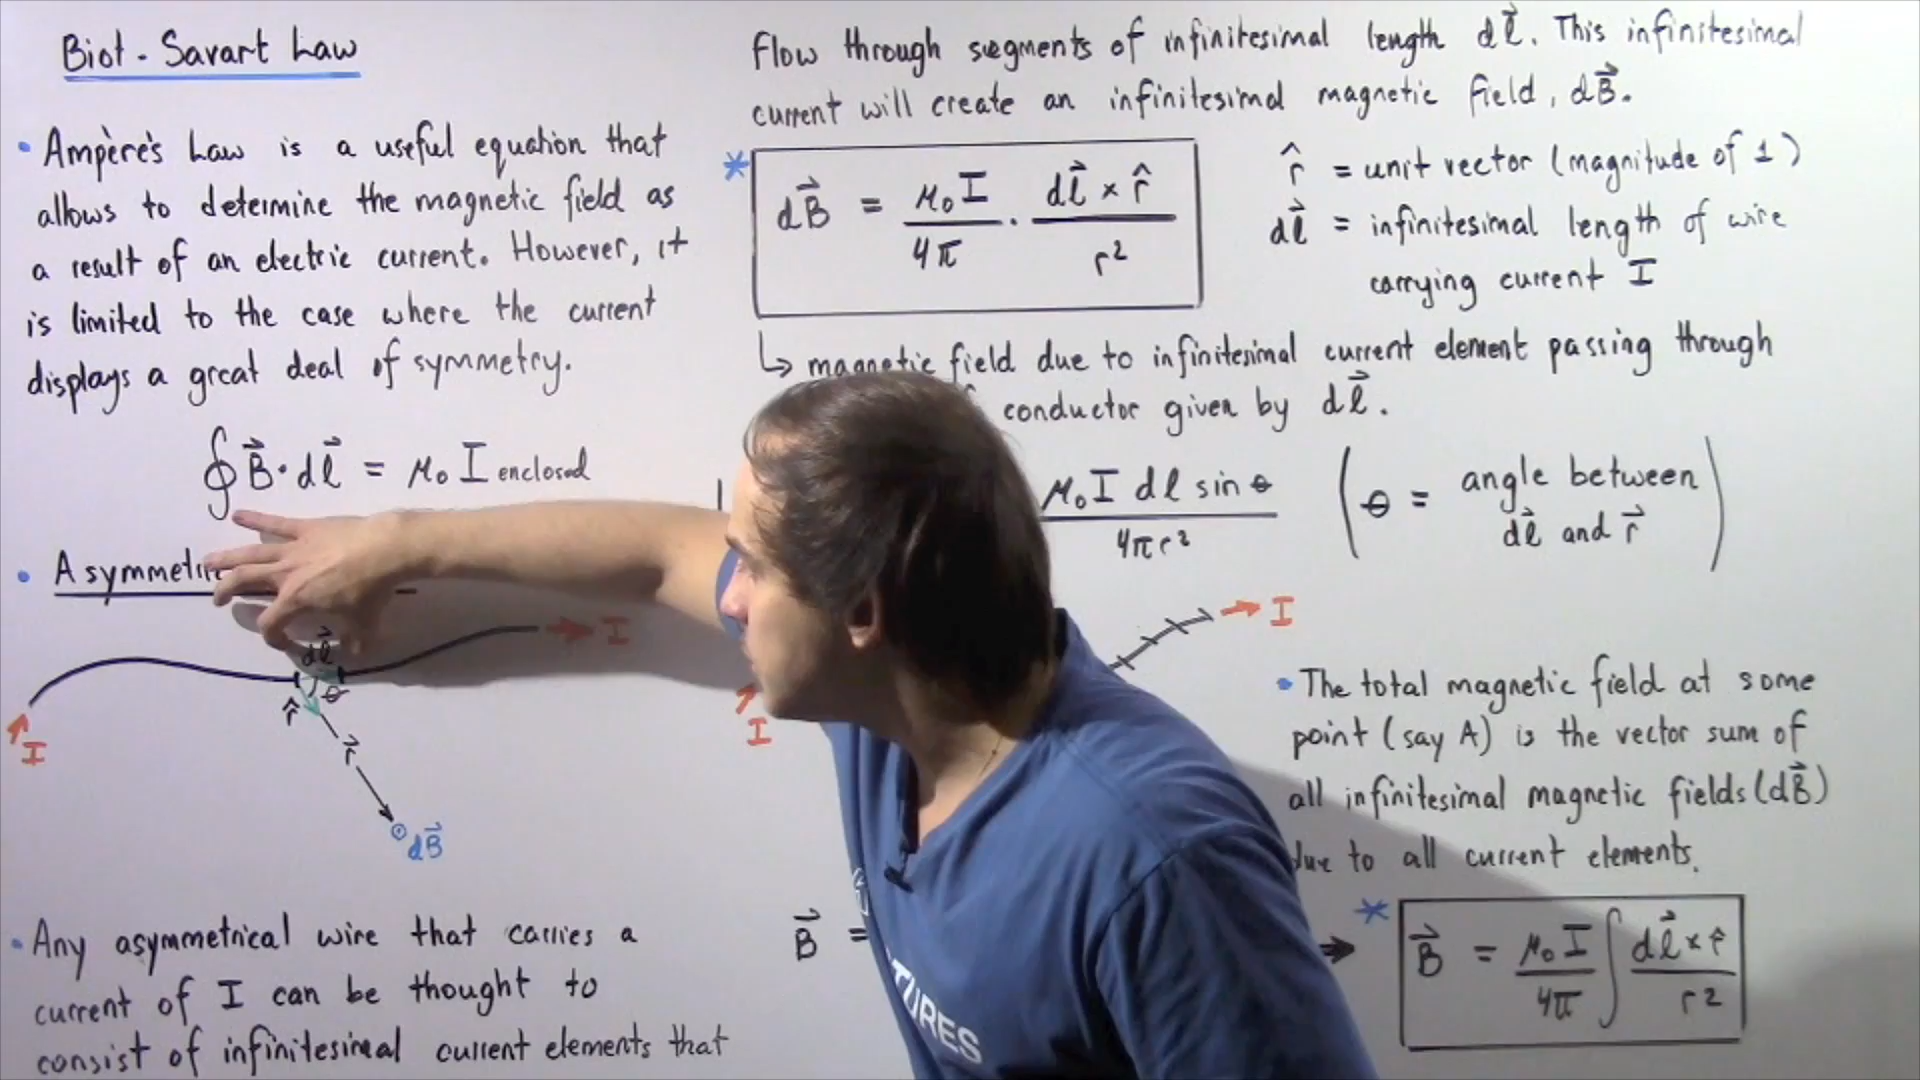 Biot-Savart Law
• Ampère's Law is a useful equation that
allows to determine the magnetic field as
a result of an electric current. However, it
is limited to the case where the current
displays a great deal of symmetry.
∮ B⃗ · dl⃗ = μ₀ I enclosed
•
I
dl⃗
θ
r̂
I
r⃗
dB⃗
• Any asymmetrical wire that carries a
current of I can be thought to
consist of infinitesimal current elements that
flow through segments of infinitesimal length dl⃗. This infinitesimal
current will create an infinitesimal magnetic field, dB⃗.
* dB⃗ = μ₀ I / 4π · dl⃗ × r̂ / r²
r̂ = unit vector (magnitude of 1)
dl⃗ = infinitesimal length of wire
carrying current I
↳ magnetic field due to infinitesimal current element passing through
conductor given by dl⃗.
μ₀ I dl sin θ / 4πr²
(θ = angle between
dl⃗ and r⃗)
I
I
• The total magnetic field at some
point (say A) is the vector sum of
all infinitesimal magnetic fields (dB⃗)
due to all current elements.
B⃗ =
→ * B⃗ = μ₀ I / 4π ∫ dl⃗ × r̂ / r²
TURES